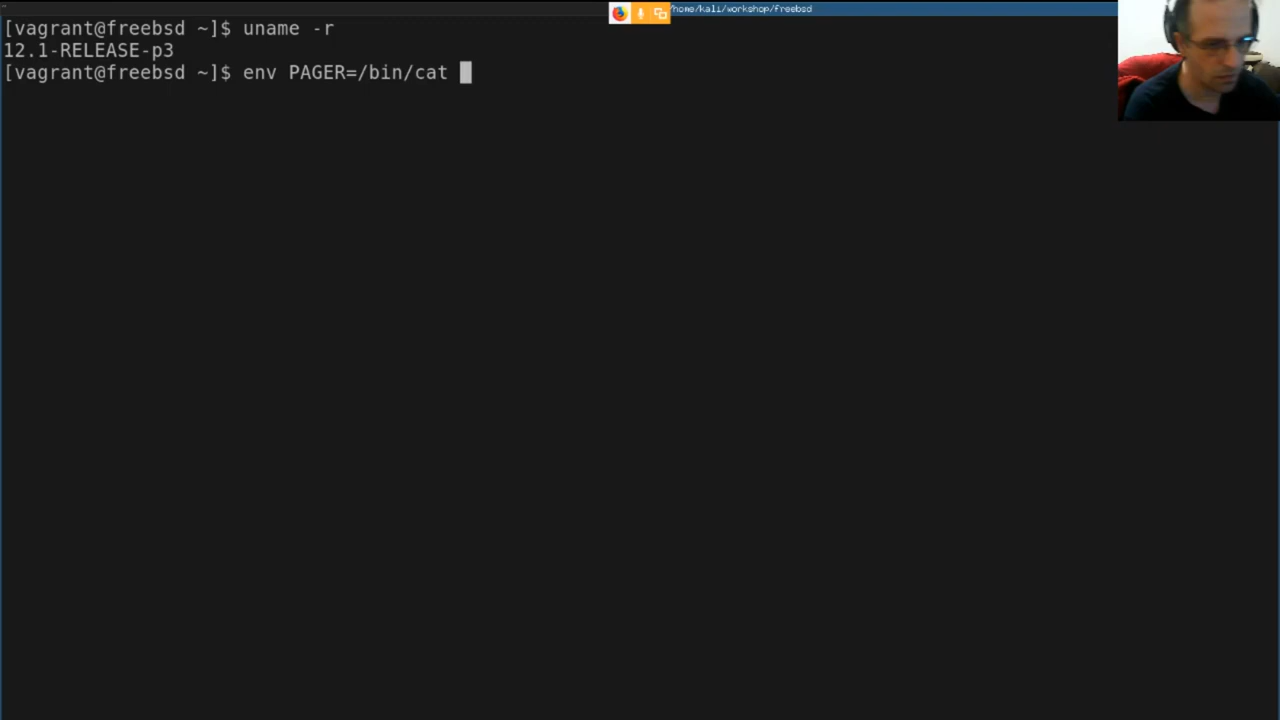 /home/kali/workshop/freebsd
[vagrant@freebsd ~]$ uname -r
12.1-RELEASE-p3
[vagrant@freebsd ~]$ env PAGER=/bin/cat